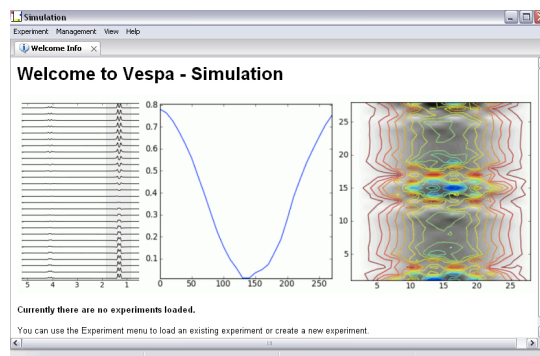 Simulation
Experiment Management View Help
Welcome Info
Welcome to Vespa - Simulation
0.8
0.7
0.6
0.5
0.4
0.3
0.2
0.1
5 4 3 2 1
0 50 100 150 200 250
25
20
15
10
5
5 10 15 20 25
Currently there are no experiments loaded.
You can use the Experiment menu to load an existing experiment or create a new experiment.